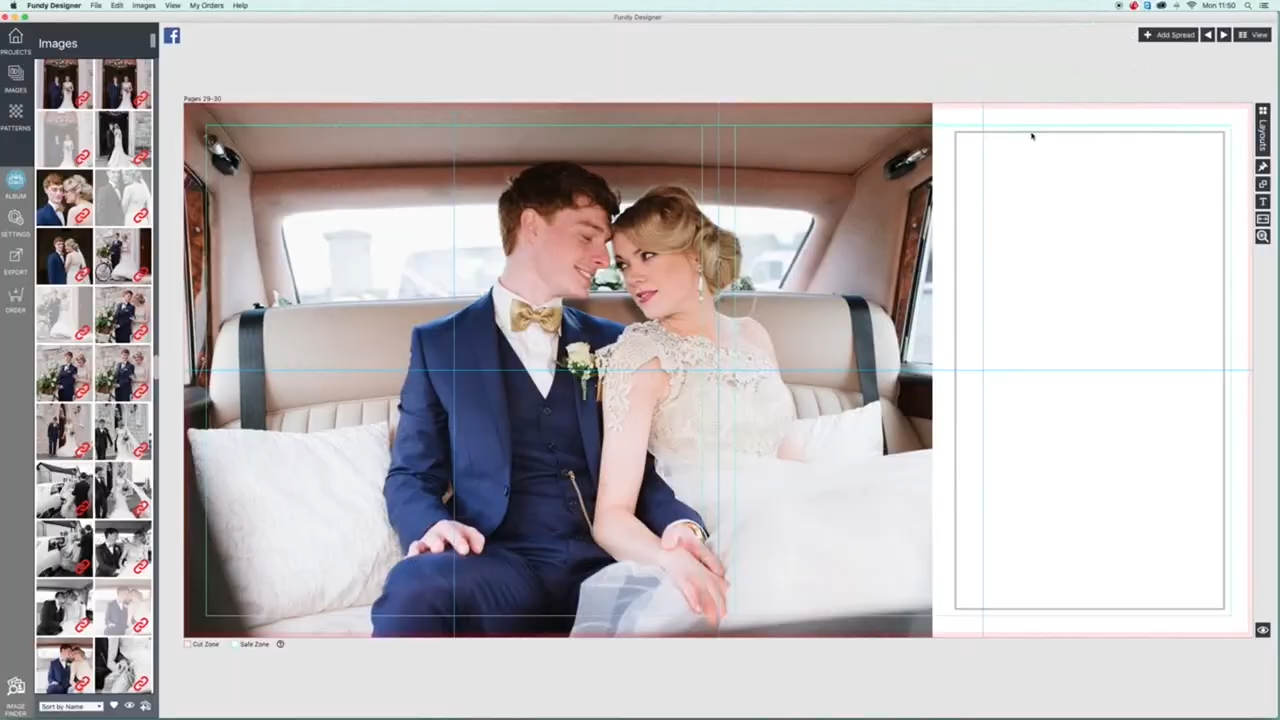 Fundy Designer File Edit Images View My Orders Help
Mon 11:50
Fundy Designer
PROJECTS
IMAGES
PATTERNS
ALBUM
SETTINGS
EXPORT
ORDER
IMAGE
FINDER
Images
Sort by Name
f
Add Spread
View
Pages 29-30
Layouts
T
Cut Zone
Safe Zone
?